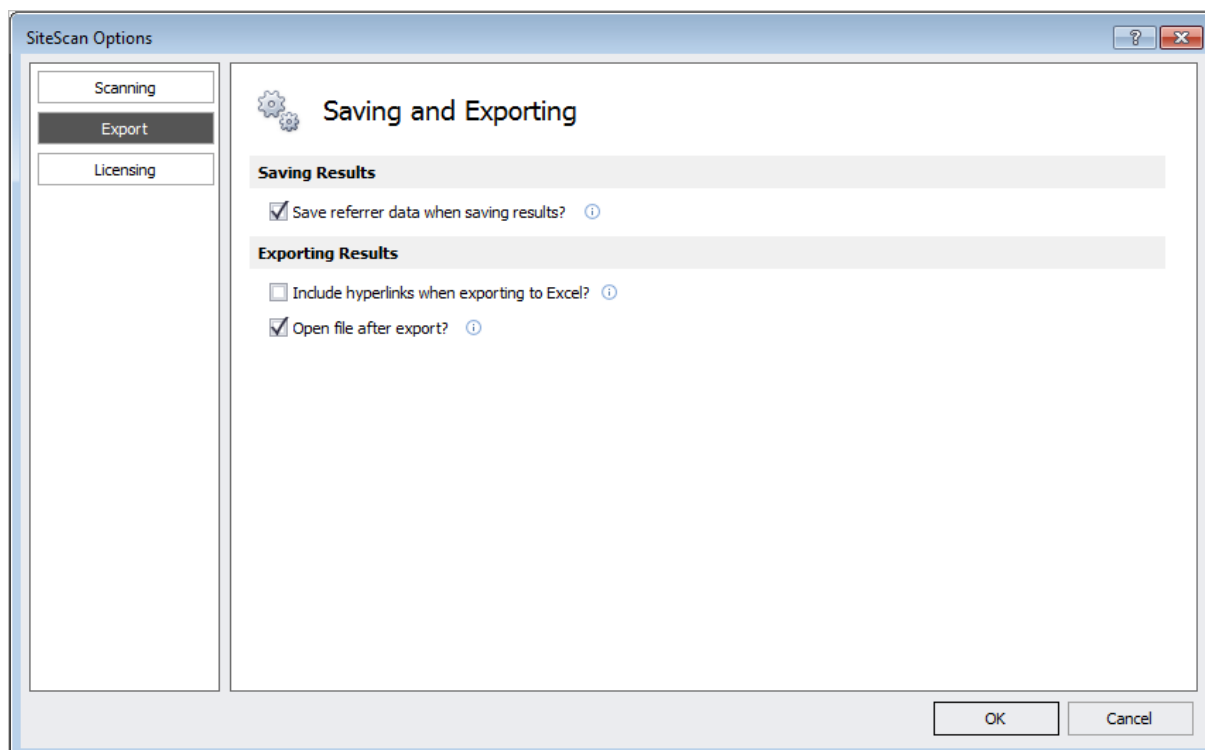 SiteScan Options
Scanning
Export
Licensing
Saving and Exporting
Saving Results
Save referrer data when saving results?
Exporting Results
Include hyperlinks when exporting to Excel?
Open file after export?
OK
Cancel